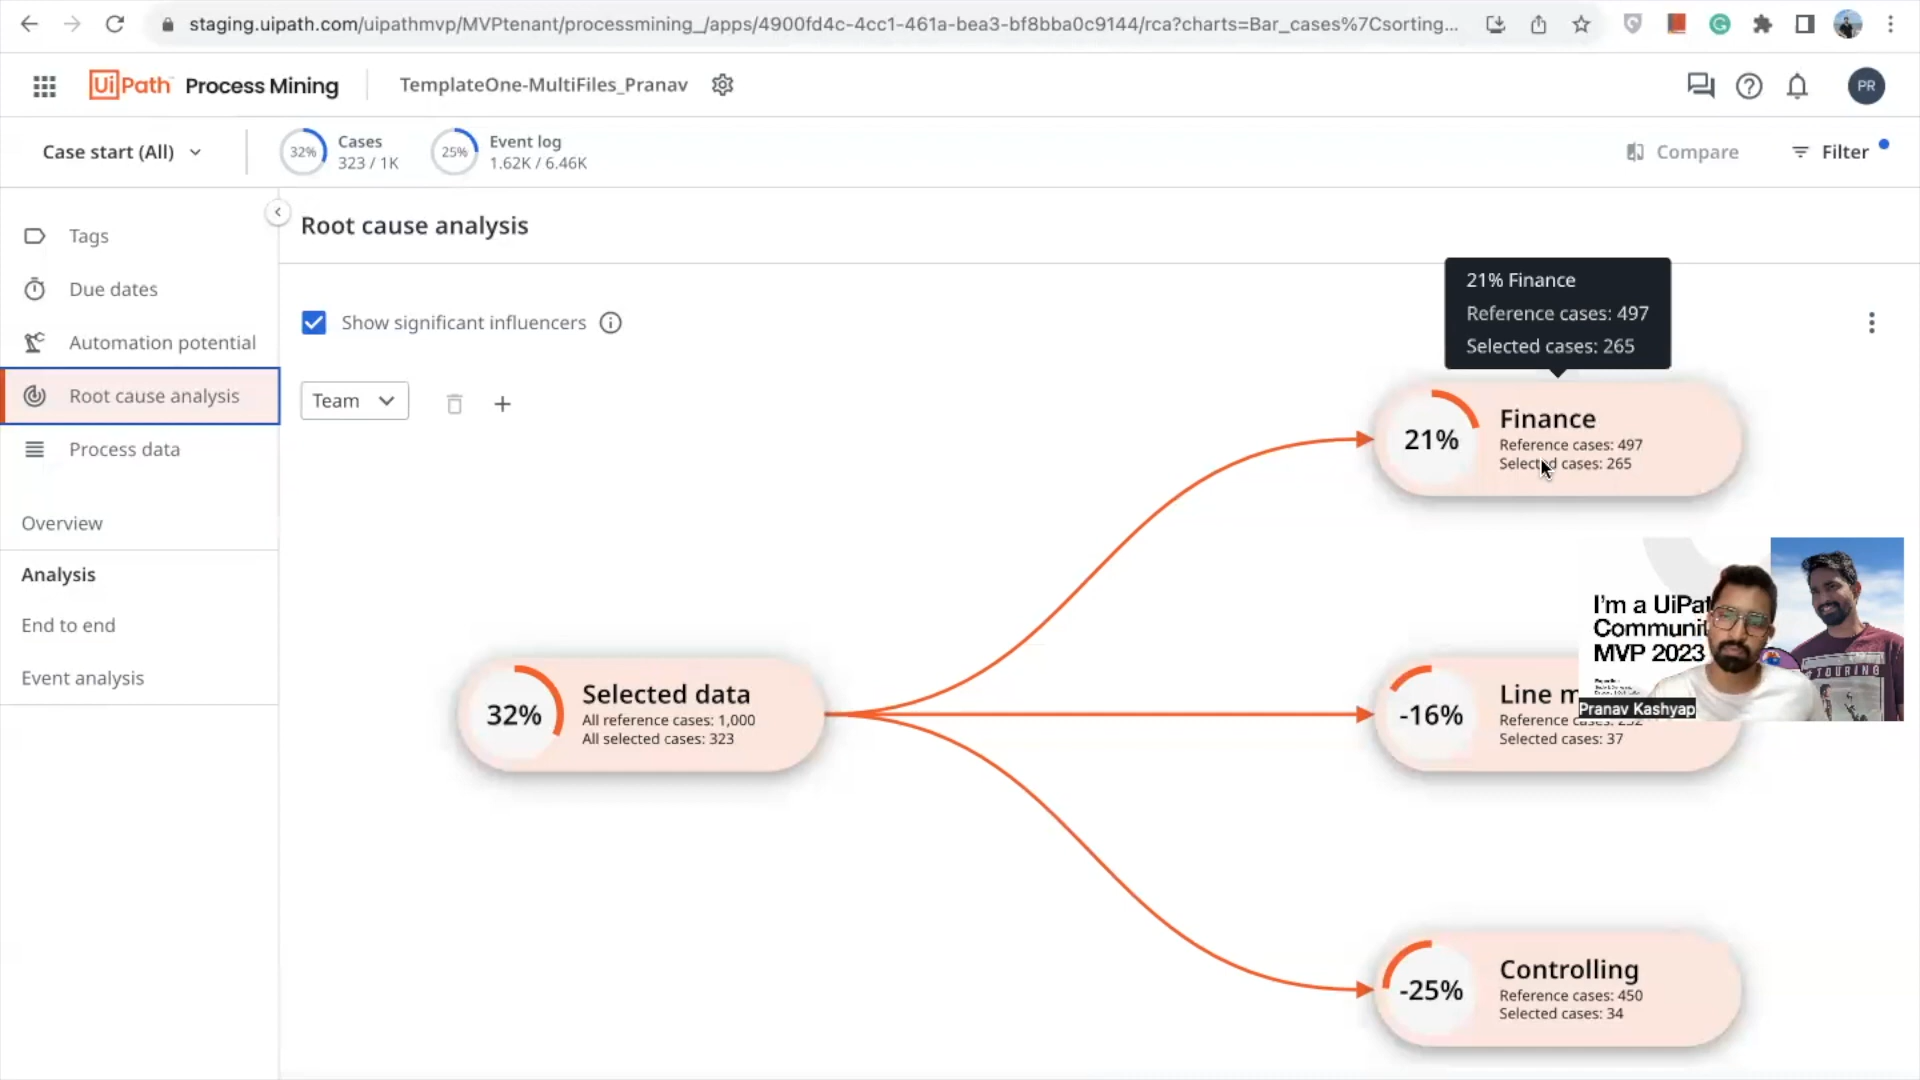 staging.uipath.com/uipathmvp/MVPtenant/processmining_/apps/4900fd4c-4cc1-461a-bea3-bf8bba0c9144/rca?charts=Bar_cases%7Csorting...
UiPath Process Mining
TemplateOne-MultiFiles_Pranav
PR
Case start (All)
32%
Cases
323 / 1K
25%
Event log
1.62K / 6.46K
Compare
Filter
Tags
Due dates
Automation potential
Root cause analysis
Process data
Overview
Analysis
End to end
Event analysis
Root cause analysis
Show significant influencers
Team
21% Finance
Reference cases: 497
Selected cases: 265
21%
Finance
Reference cases: 497
Selected cases: 265
32%
Selected data
All reference cases: 1,000
All selected cases: 323
-16%
Line m
Reference
Selected cases: 37
I'm a UiPat
Communit
MVP 2023
TOURING
Pranav Kashyap
-25%
Controlling
Reference cases: 450
Selected cases: 34